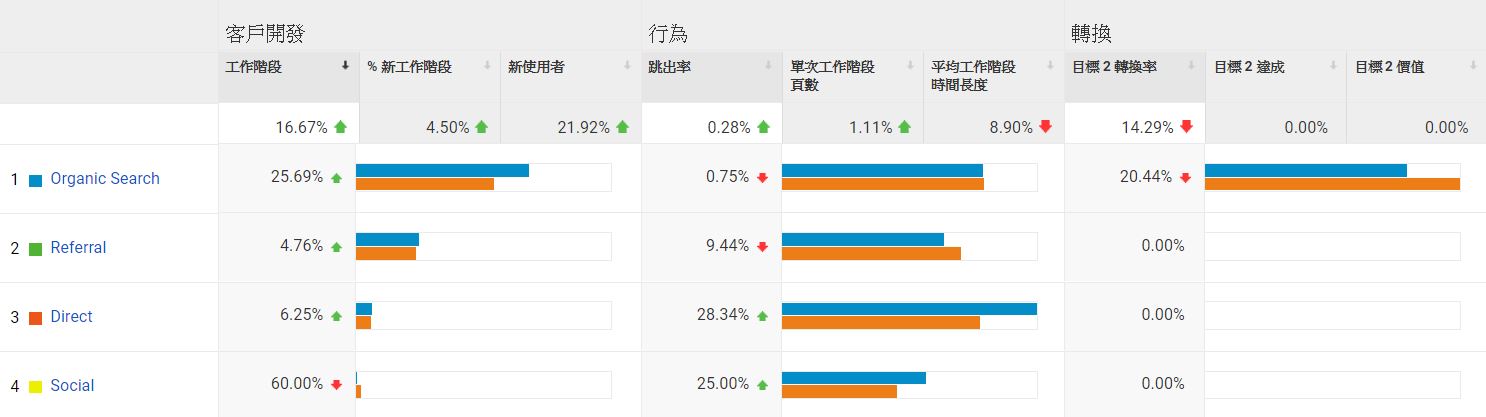 客戶開發 行為 轉換
工作階段 % 新工作階段 新使用者 跳出率 單次工作階段 平均工作階段 目標 2 轉換率 目標 2 達成 目標 2 價值
頁數 時間長度
16.67% 4.50% 21.92% 0.28% 1.11% 8.90% 14.29% 0.00% 0.00%
1 Organic Search 25.69% 0.75% 20.44%
2 Referral 4.76% 9.44% 0.00%
3 Direct 6.25% 28.34% 0.00%
4 Social 60.00% 25.00% 0.00%